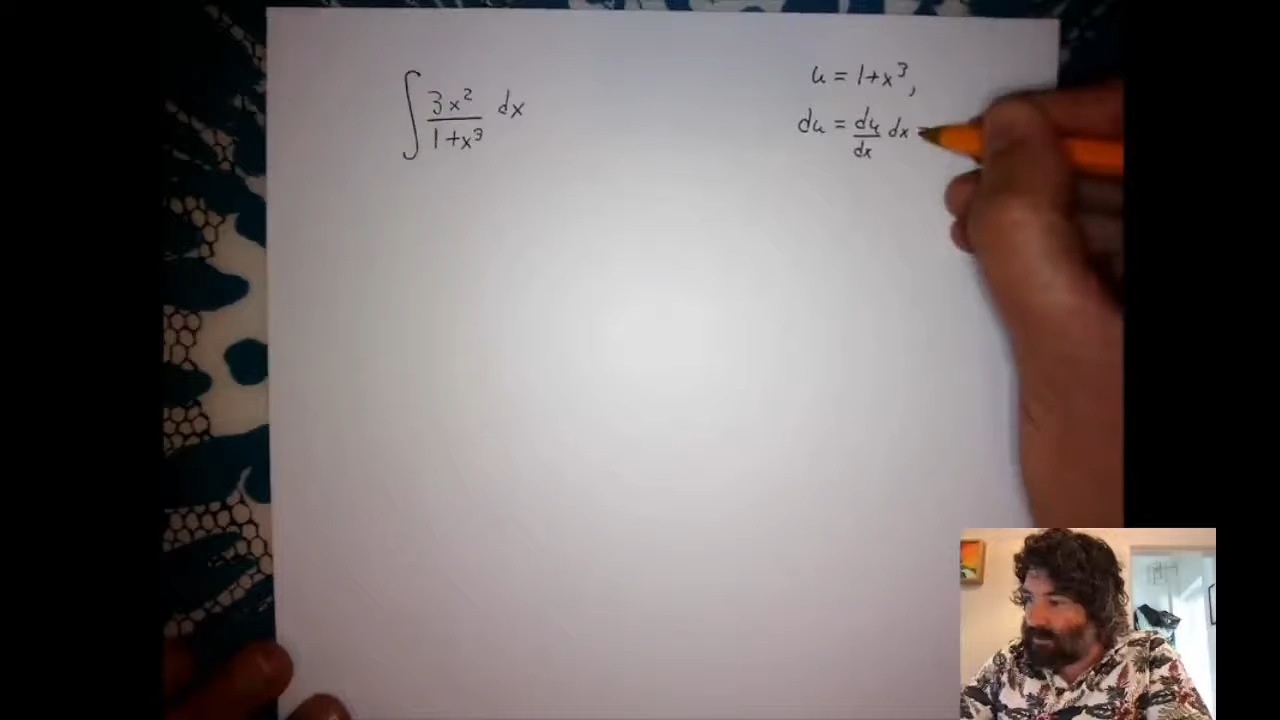 ∫ 3x²/(1+x³) dx
u = 1+x³,
du = du/dx dx =